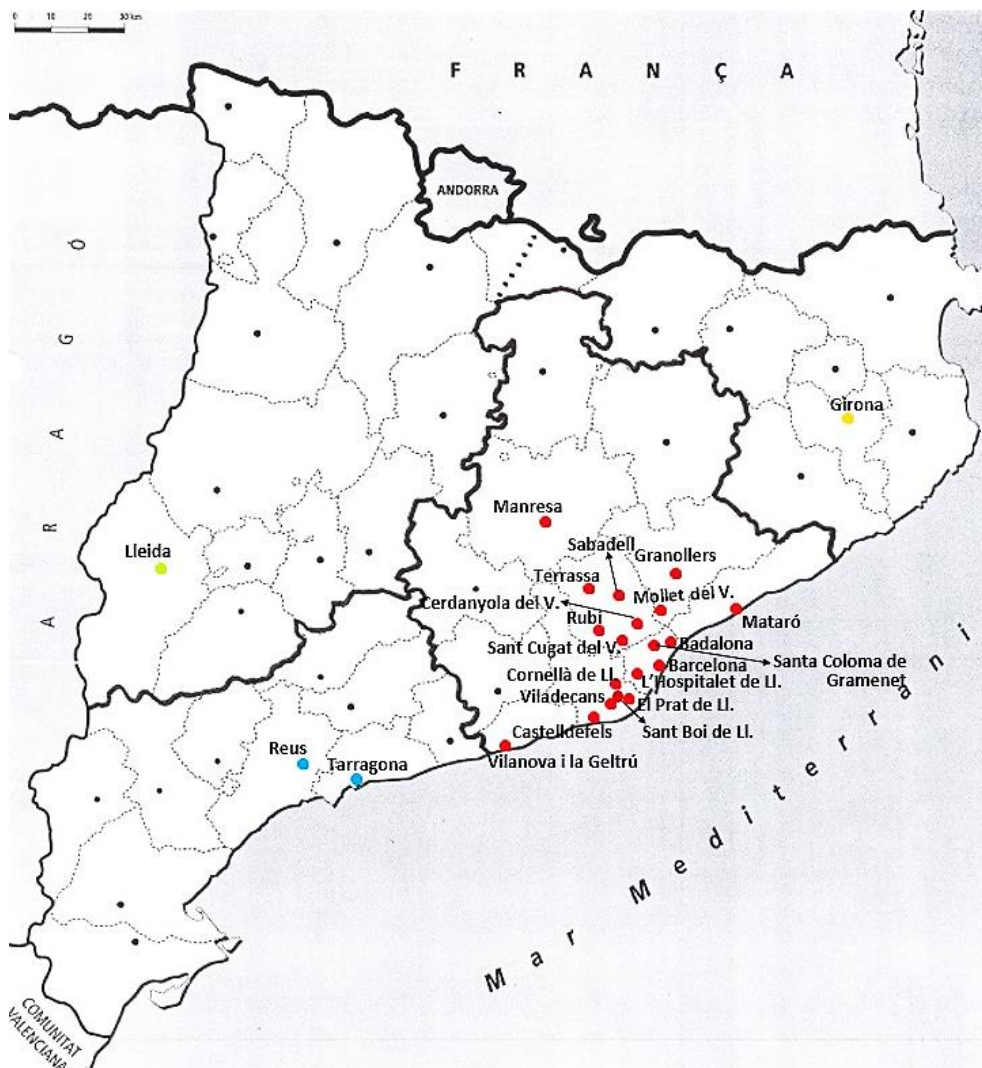 0 10 20 30 km
F R A N Ç A
ANDORRA
A R A G Ó
Girona
Manresa
Lleida
Sabadell
Granollers
Terrassa
Mollet del V.
Cerdanyola del V.
Rubí
Mataró
Sant Cugat del V.
Badalona
Barcelona
Santa Coloma de
Gramenet
Cornellà de Ll.
L'Hospitalet de Ll.
Viladecans
El Prat de Ll.
Castelldefels
Sant Boi de Ll.
Reus
Tarragona
Vilanova i la Geltrú
Mar Mediterrani
COMUNITAT
VALENCIANA